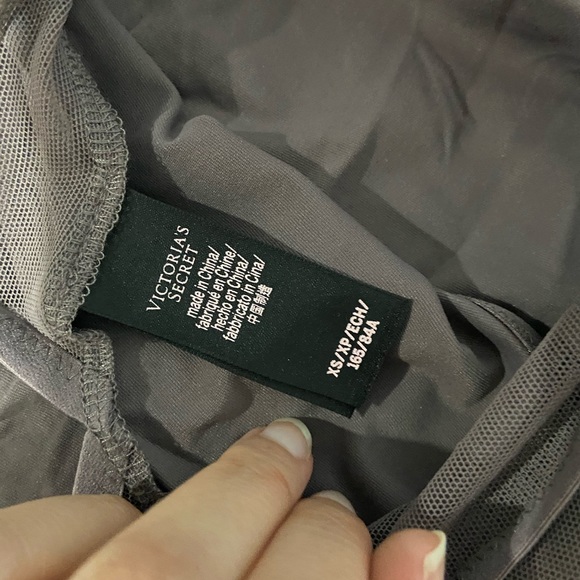 VICTORIA'S
SECRET
made in China/
fabriqué en Chine/
hecho en China/
fabbricato in Cina/
中国制造
XS/XP/ECH/
165/84A